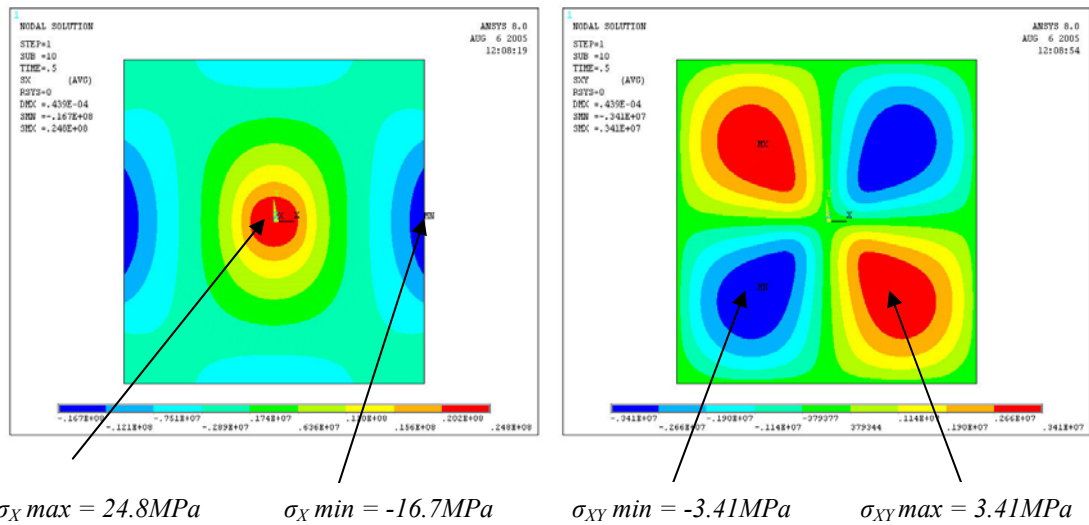 1
NODAL SOLUTION
STEP=1
SUB =10
TIME=.5
SX (AVG)
RSYS=0
DMX =.439E-04
SMN =-.167E+08
SMX =.248E+08
ANSYS 8.0
AUG 6 2005
12:08:19
MN
X
-.167E+08
-.121E+08
-.751E+07
-.289E+07
.174E+07
.636E+07
.156E+08
.202E+08
.248E+08
1
NODAL SOLUTION
STEP=1
SUB =10
TIME=.5
SXY (AVG)
RSYS=0
DMX =.439E-04
SMN =-.341E+07
SMX =.341E+07
ANSYS 8.0
AUG 6 2005
12:08:54
MX
X
-.341E+07
-.266E+07
-.190E+07
-.114E+07
-379377
379344
.114E+07
.190E+07
.266E+07
.341E+07
σX max = 24.8MPa
σX min = -16.7MPa
σXY min = -3.41MPa
σXY max = 3.41MPa